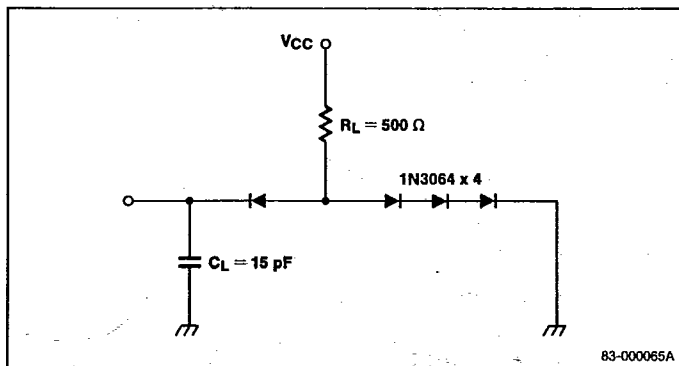 VCC
RL = 500 Ω
1N3064 x 4
CL = 15 pF
83-000065A